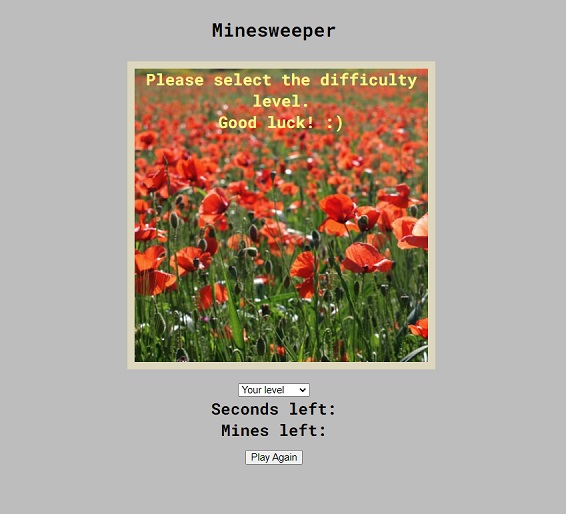 Minesweeper
Please select the difficulty
level.
Good luck! :)
Your level
Seconds left:
Mines left:
Play Again